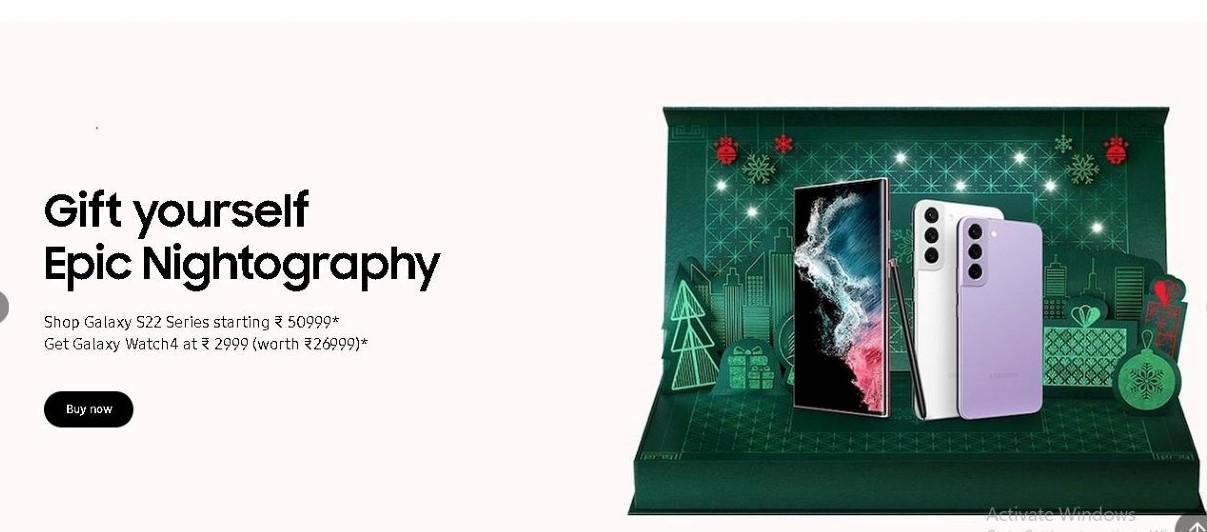 Gift yourself
Epic Nightography
Shop Galaxy S22 Series starting ₹ 50999*
Get Galaxy Watch4 at ₹ 2999 (worth ₹26999)*
Buy now
SAMSUNG
Activate Windows